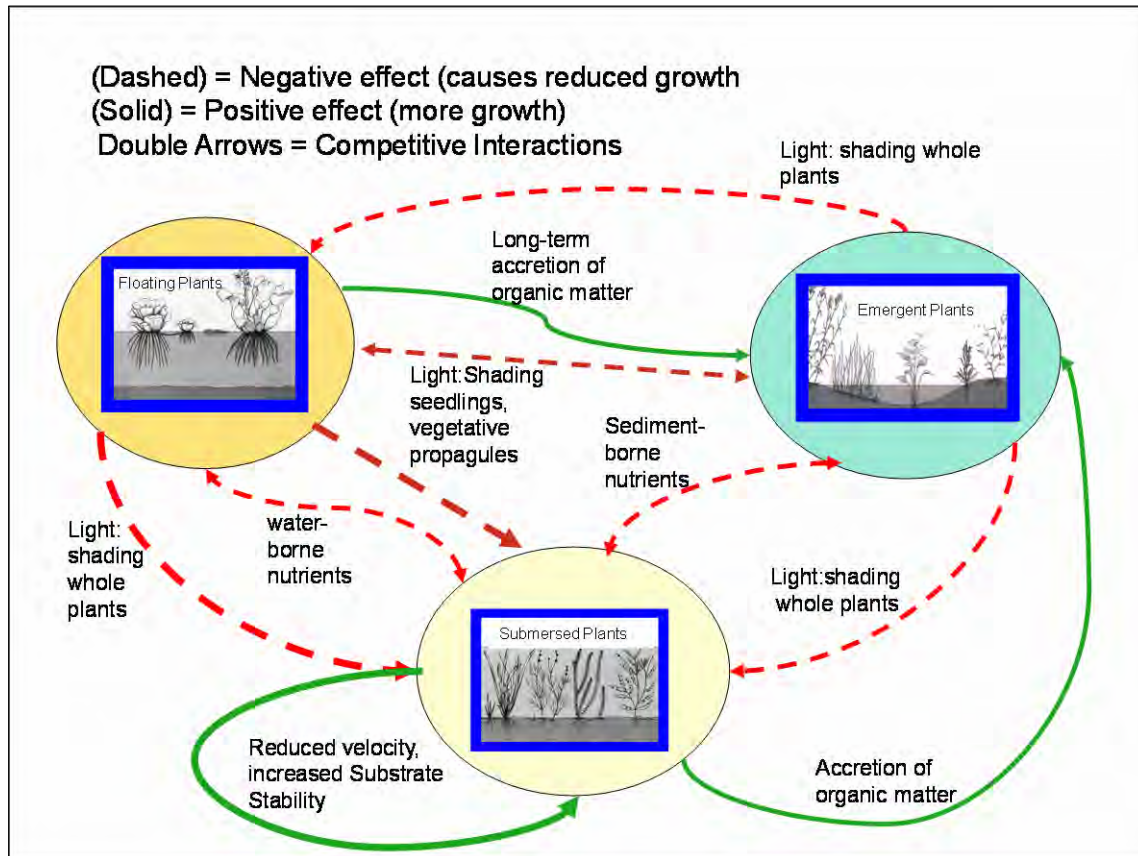 (Dashed) = Negative effect (causes reduced growth
(Solid) = Positive effect (more growth)
Double Arrows = Competitive Interactions
Light: shading whole
plants
Long-term
accretion of
organic matter
Floating Plants
Emergent Plants
Light:Shading
seedlings,
vegetative
propagules
Sediment-
borne
nutrients
Light:
shading
whole
plants
water-
borne
nutrients
Light:shading
whole plants
Submersed Plants
Reduced velocity,
increased Substrate
Stability
Accretion of
organic matter